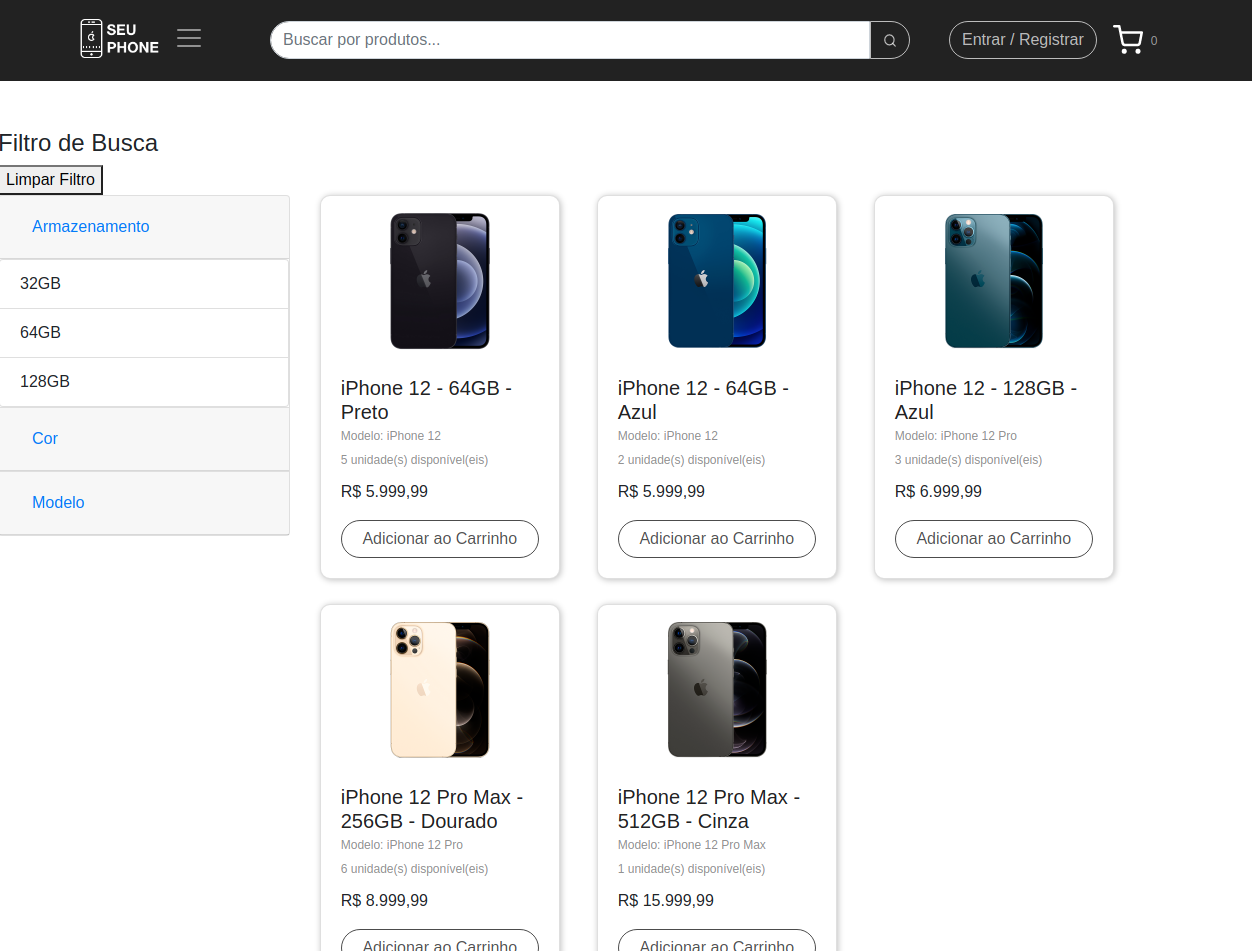 SEU
PHONE
Buscar por produtos...
Entrar / Registrar
0
Filtro de Busca
Limpar Filtro
Armazenamento
32GB
64GB
128GB
Cor
Modelo
iPhone 12 - 64GB -
Preto
Modelo: iPhone 12
5 unidade(s) disponível(eis)
R$ 5.999,99
Adicionar ao Carrinho
iPhone 12 - 64GB -
Azul
Modelo: iPhone 12
2 unidade(s) disponível(eis)
R$ 5.999,99
Adicionar ao Carrinho
iPhone 12 - 128GB -
Azul
Modelo: iPhone 12 Pro
3 unidade(s) disponível(eis)
R$ 6.999,99
Adicionar ao Carrinho
iPhone 12 Pro Max -
256GB - Dourado
Modelo: iPhone 12 Pro
6 unidade(s) disponível(eis)
R$ 8.999,99
Adicionar ao Carrinho
iPhone 12 Pro Max -
512GB - Cinza
Modelo: iPhone 12 Pro Max
1 unidade(s) disponível(eis)
R$ 15.999,99
Adicionar ao Carrinho